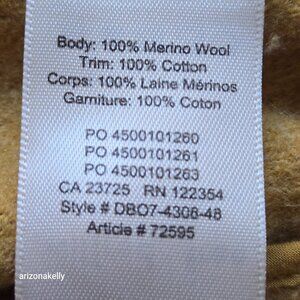 Body: 100% Merino Wool
Trim: 100% Cotton
Corps: 100% Laine Mérinos
Garniture: 100% Coton
PO 4500101260
PO 4500101261
PO 4500101263
CA 23725 RN 122354
Style # DBO7-4308-48
Article # 72595
arizonakelly